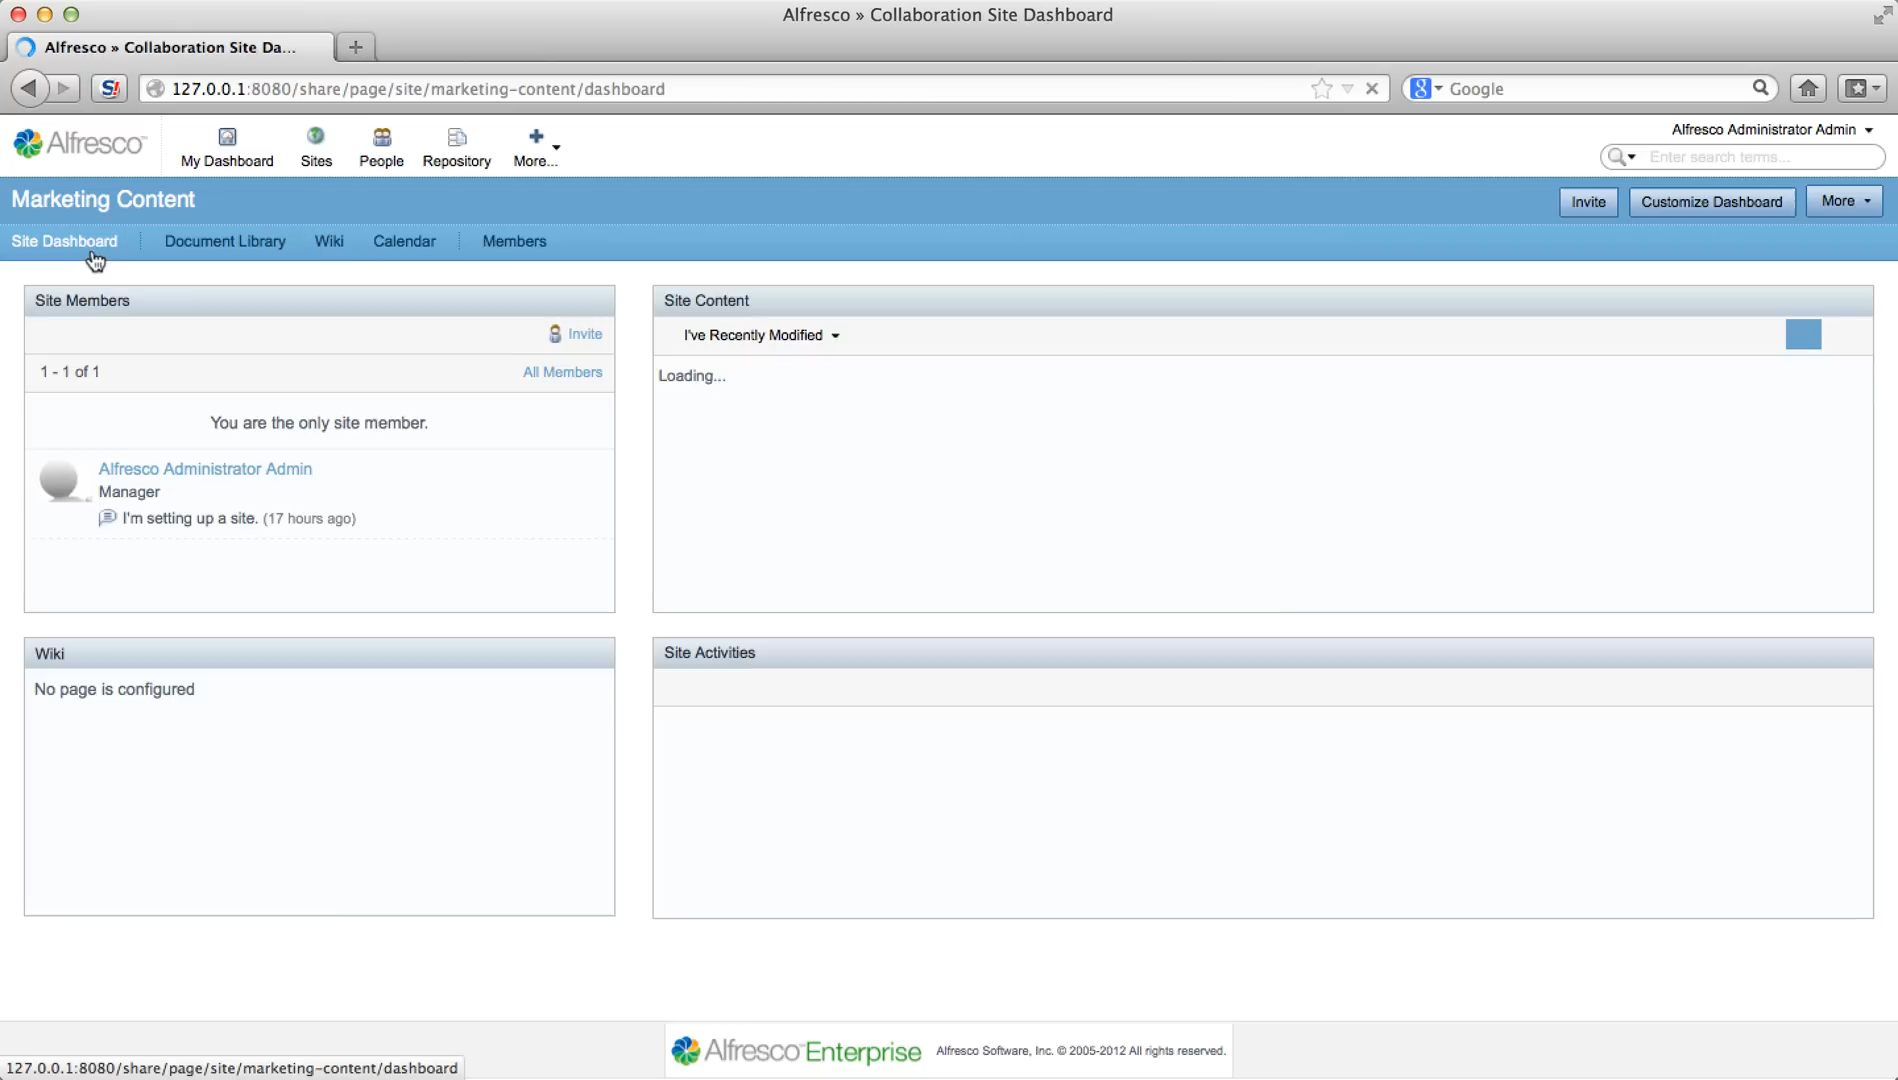 Alfresco » Collaboration Site Dashboard
Alfresco » Collaboration Site Da...
127.0.0.1:8080/share/page/site/marketing-content/dashboard
Google
Alfresco
My Dashboard
Sites
People
Repository
More...
Alfresco Administrator Admin
Enter search terms...
Marketing Content
Invite
Customize Dashboard
More
Site Dashboard
Document Library
Wiki
Calendar
Members
Site Members
Invite
1 - 1 of 1
All Members
You are the only site member.
Alfresco Administrator Admin
Manager
I'm setting up a site. (17 hours ago)
Site Content
I've Recently Modified
Loading...
Wiki
No page is configured
Site Activities
Alfresco Enterprise
Alfresco Software, Inc. © 2005-2012 All rights reserved.
127.0.0.1:8080/share/page/site/marketing-content/dashboard